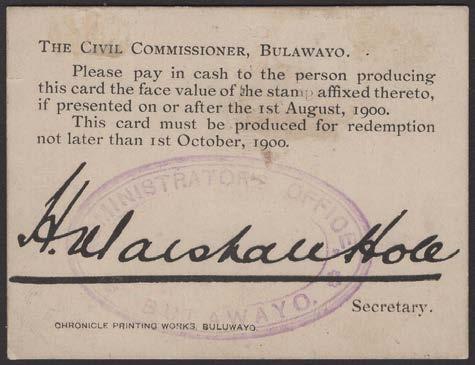 THE CIVIL COMMISSIONER, BULAWAYO.
Please pay in cash to the person producing
this card the face value of the stamp affixed thereto,
if presented on or after the 1st August, 1900.
This card must be produced for redemption
not later than 1st October, 1900.
ADMINISTRATOR'S OFFICE
H. Marshall Hole
BULAWAYO.
Secretary.
CHRONICLE PRINTING WORKS, BULUWAYO.